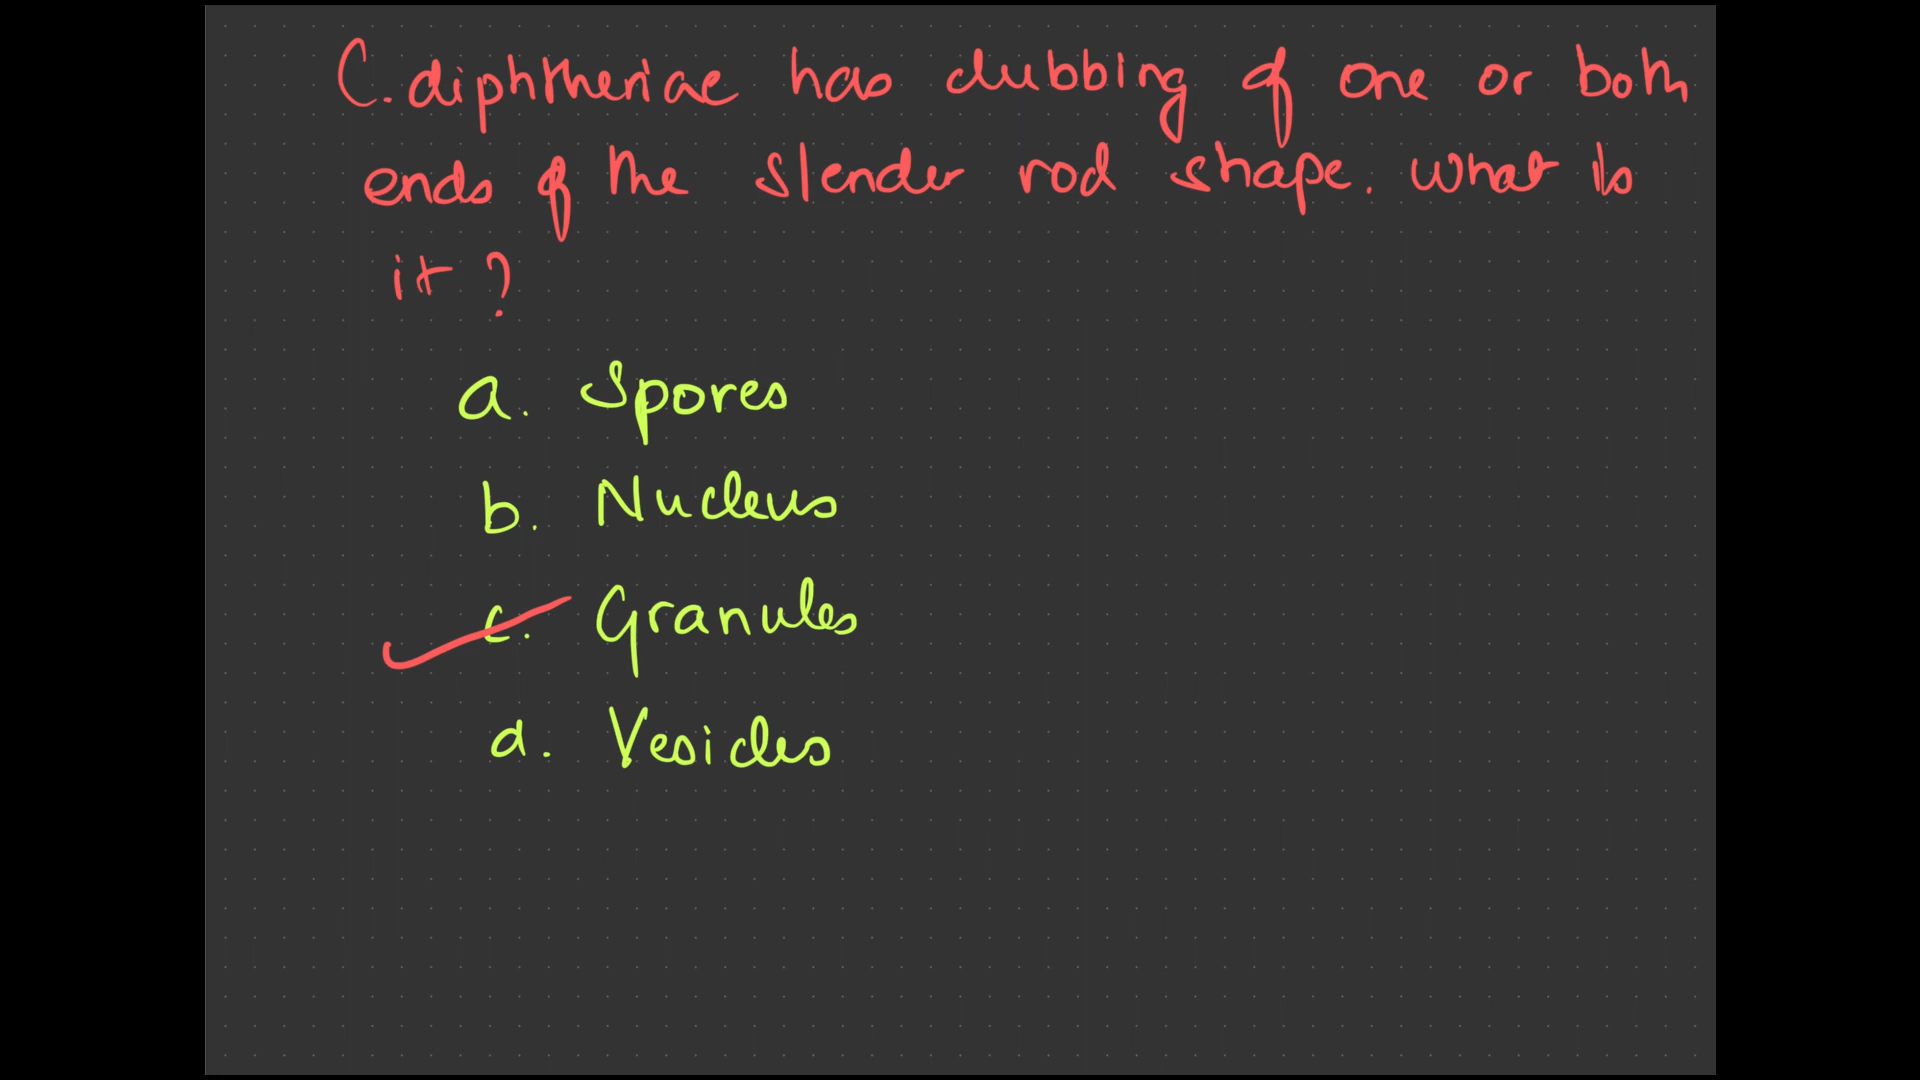 C. diphtheriae has clubbing of one or both
ends of the slender rod shape. What is
it?
a. Spores
b. Nucleus
c. Granules
d. Vesicles